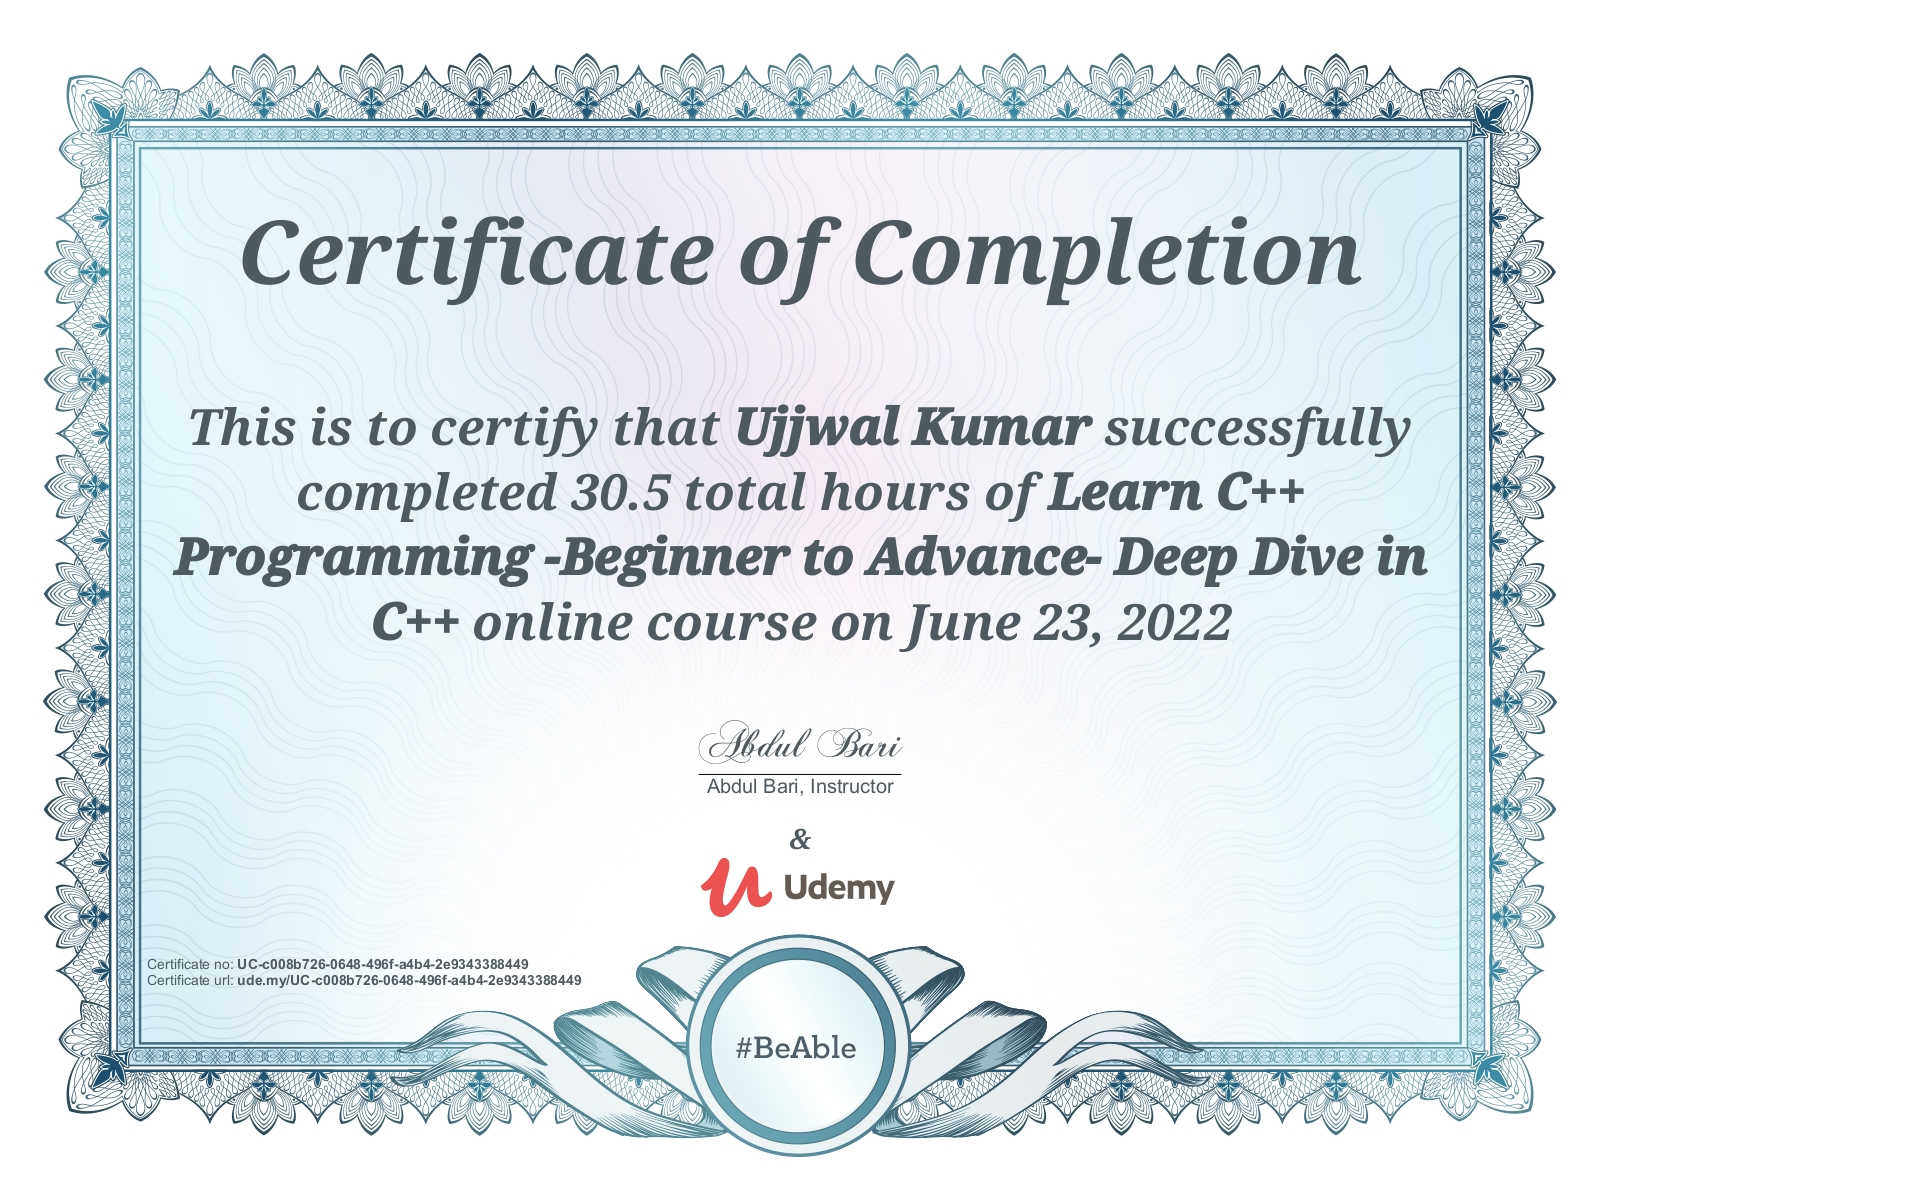 Certificate of Completion
This is to certify that Ujjwal Kumar successfully
completed 30.5 total hours of Learn C++
Programming -Beginner to Advance- Deep Dive in
C++ online course on June 23, 2022
Abdul Bari
Abdul Bari, Instructor
&
Udemy
Certificate no: UC-c008b726-0648-496f-a4b4-2e9343388449
Certificate url: ude.my/UC-c008b726-0648-496f-a4b4-2e9343388449
#BeAble